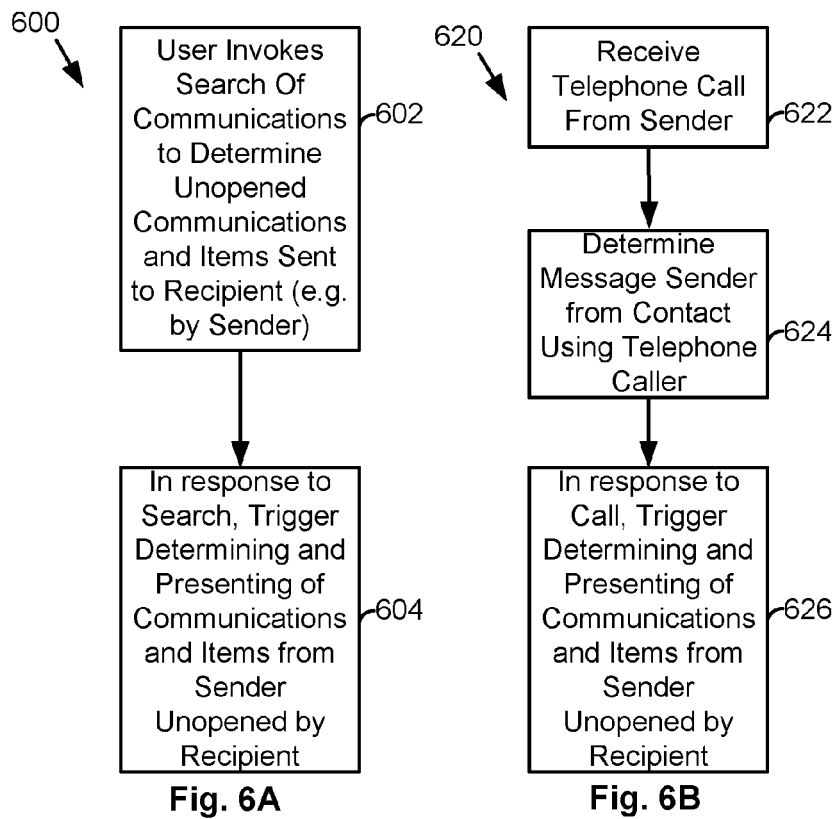 600
User Invokes
Search Of
Communications
to Determine
Unopened
Communications
and Items Sent
to Recipient (e.g.
by Sender)
602
In response to
Search, Trigger
Determining and
Presenting of
Communications
and Items from
Sender
Unopened by
Recipient
604
Fig. 6A
620
Receive
Telephone Call
From Sender
622
Determine
Message Sender
from Contact
Using Telephone
Caller
624
In response to
Call, Trigger
Determining and
Presenting of
Communications
and Items from
Sender
Unopened by
Recipient
626
Fig. 6B